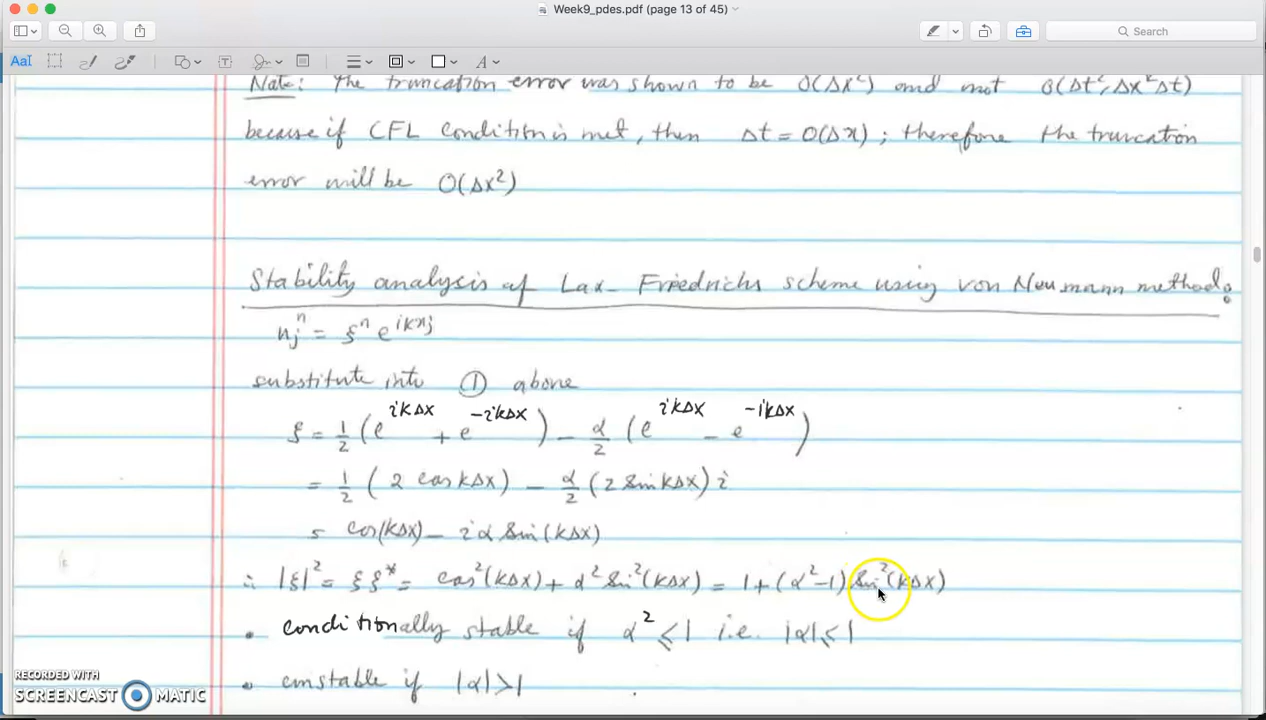 Week9_pdes.pdf (page 13 of 45)
Search
AaI
T
A
Note: The truncation error was shown to be O(Δx²) and not O(Δt², Δx²Δt)
because if CFL condition is met, then Δt = O(Δx); therefore the truncation
error will be O(Δx²)
Stability analysis of Lax-Friedrichs scheme using von Neumann method:
uⱼⁿ = ξⁿ e^{ikxⱼ}
substitute into ① above
ξ = 1/2 (e^{ikΔx} + e^{-ikΔx}) - α/2 (e^{ikΔx} - e^{-ikΔx})
= 1/2 (2 cos kΔx) - α/2 (2 sin kΔx) i
= cos(kΔx) - iα sin(kΔx)
∴ |ξ|² = ξξ* = cos²(kΔx) + α² sin²(kΔx) = 1 + (α²-1) sin²(kΔx)
• conditionally stable if α² ≤ 1 i.e. |α| ≤ 1
• unstable if |α| > 1
RECORDED WITH
SCREENCAST MATIC